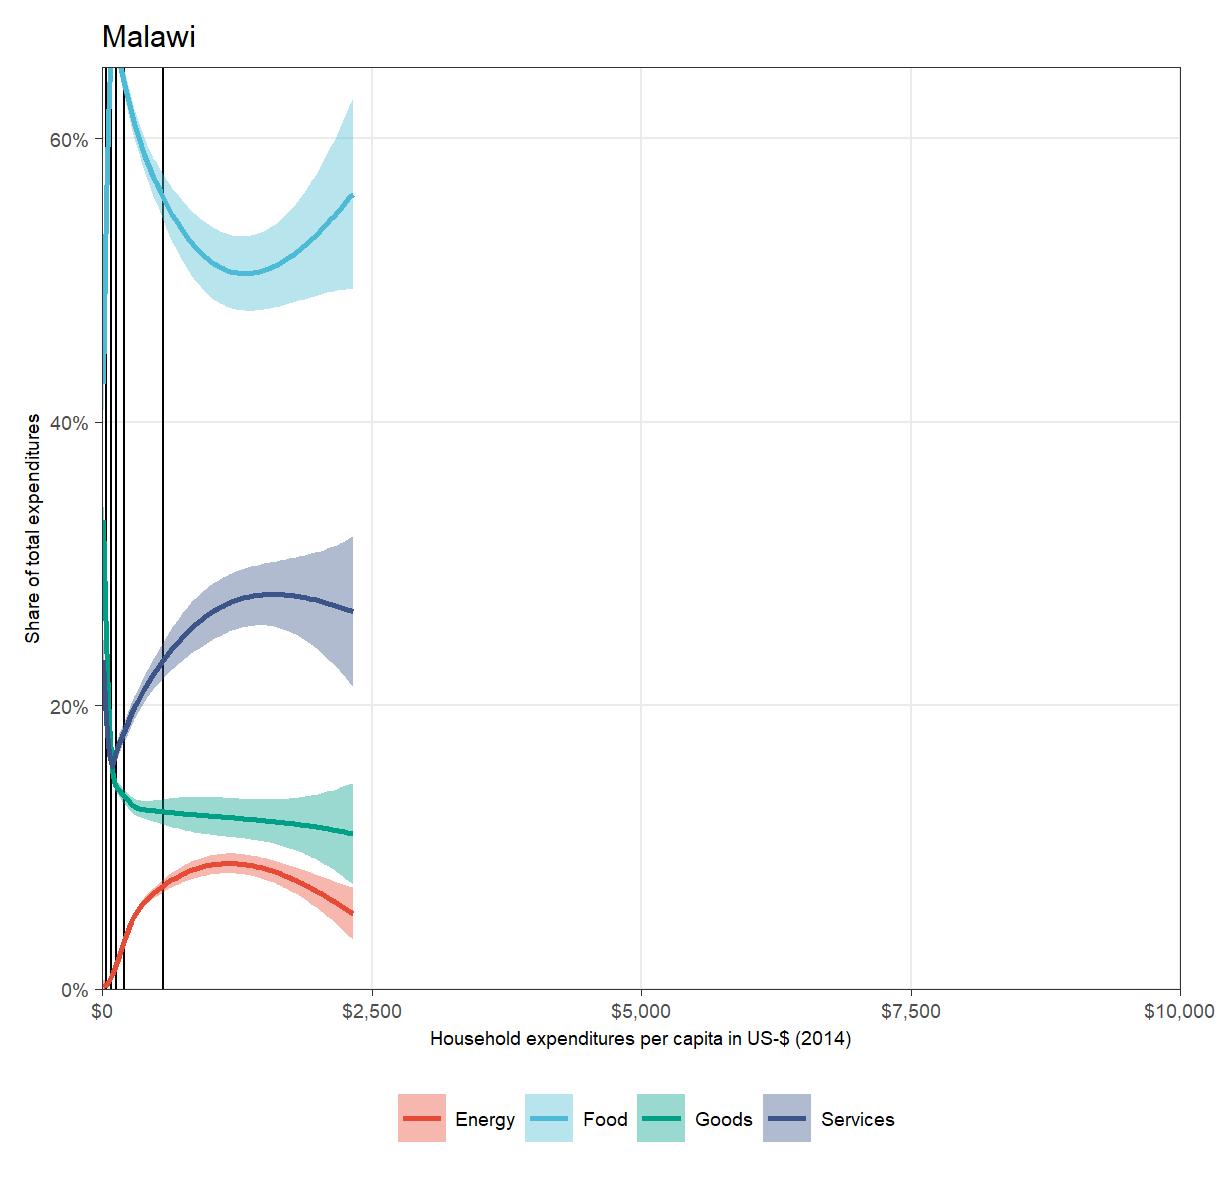 Malawi
60%
40%
20%
0%
Share of total expenditures
$0 $2,500 $5,000 $7,500 $10,000
Household expenditures per capita in US-$ (2014)
Energy Food Goods Services